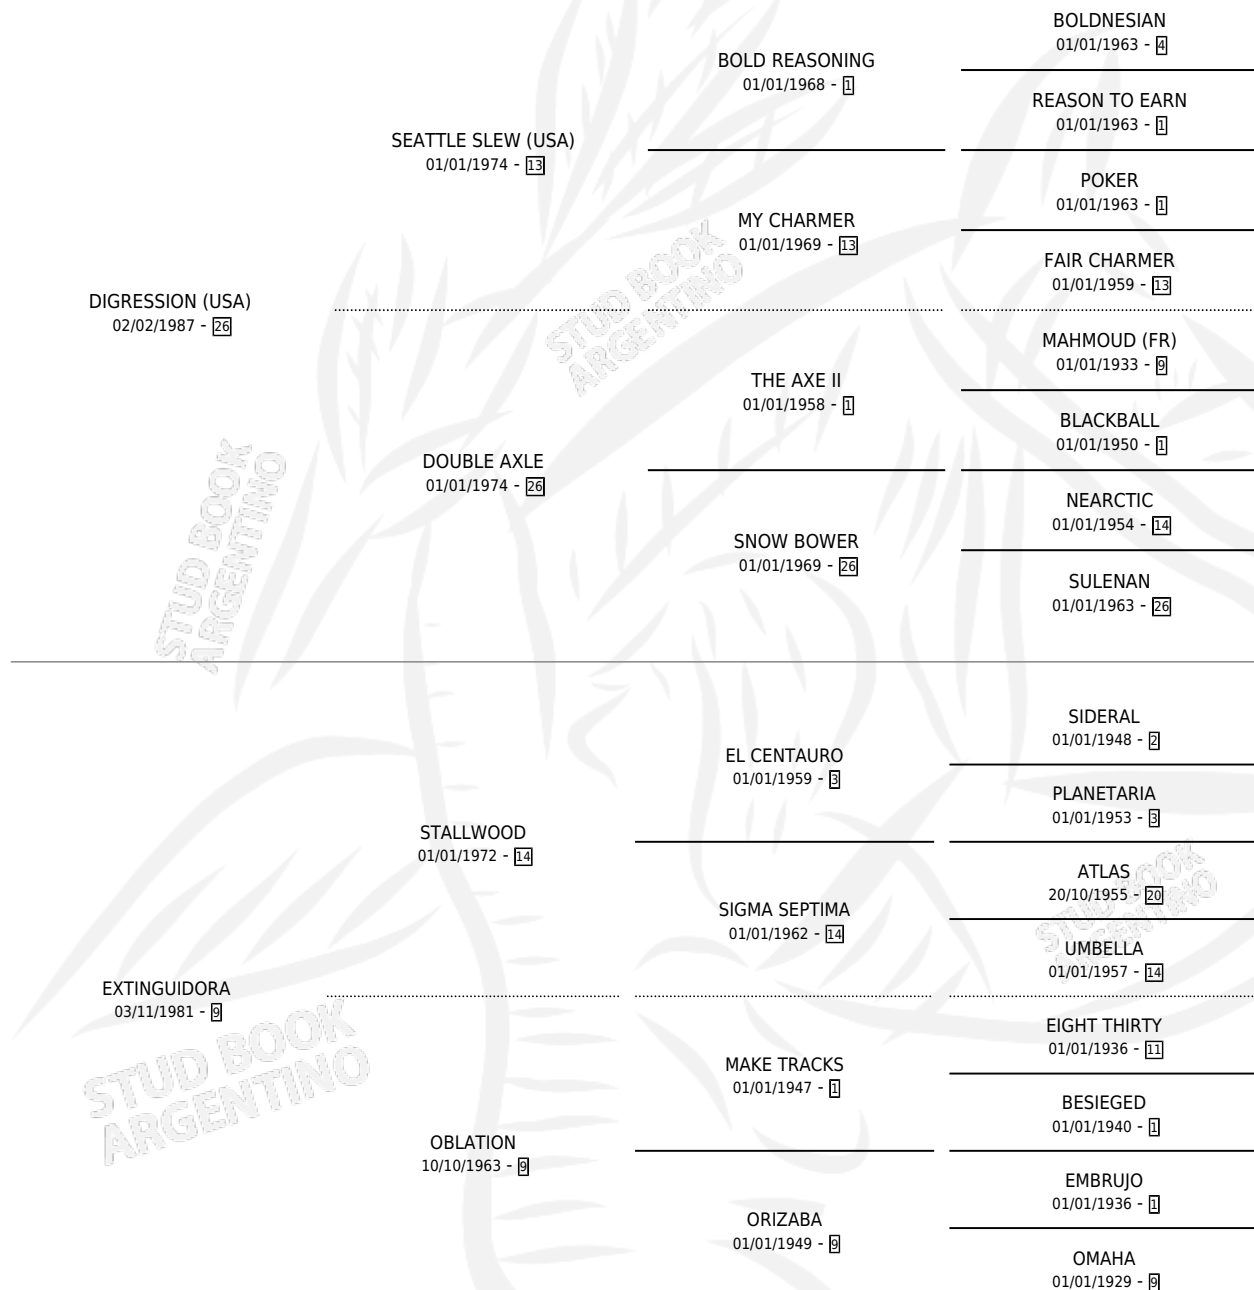 BOLDNESIAN
01/01/1963 - 4
BOLD REASONING
01/01/1968 - 1
REASON TO EARN
01/01/1963 - 1
SEATTLE SLEW (USA)
01/01/1974 - 13
POKER
01/01/1963 - 1
MY CHARMER
01/01/1969 - 13
FAIR CHARMER
01/01/1959 - 13
DIGRESSION (USA)
02/02/1987 - 26
STUD BOOK
ARGENTINO
MAHMOUD (FR)
01/01/1933 - 9
THE AXE II
01/01/1958 - 1
BLACKBALL
01/01/1950 - 1
DOUBLE AXLE
01/01/1974 - 26
NEARCTIC
01/01/1954 - 14
SNOW BOWER
01/01/1969 - 26
SULENAN
01/01/1963 - 26
STUD BOOK
ARGENTINO
SIDERAL
01/01/1948 - 2
EL CENTAURO
01/01/1959 - 3
PLANETARIA
01/01/1953 - 3
STALLWOOD
01/01/1972 - 14
ATLAS
20/10/1955 - 20
SIGMA SEPTIMA
01/01/1962 - 14
UMBELLA
01/01/1957 - 14
STUD BOOK
ARGENTINO
EXTINGUIDORA
03/11/1981 - 9
EIGHT THIRTY
01/01/1936 - 11
MAKE TRACKS
01/01/1947 - 1
BESIEGED
01/01/1940 - 1
STUD BOOK
ARGENTINO
OBLATION
10/10/1963 - 9
EMBRUJO
01/01/1936 - 1
ORIZABA
01/01/1949 - 9
OMAHA
01/01/1929 - 9